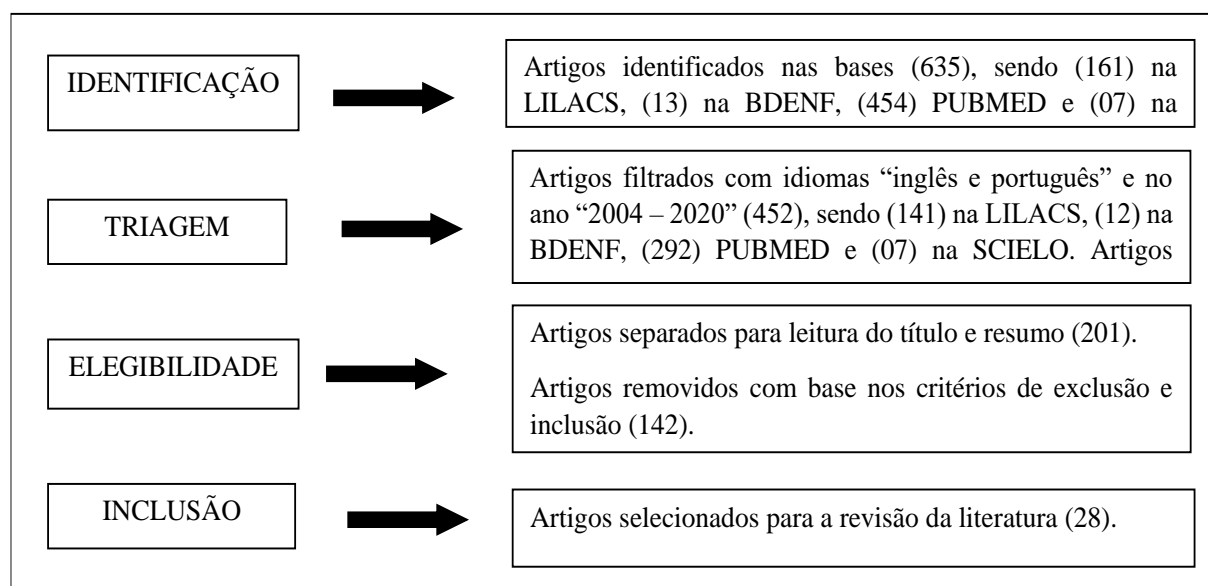 IDENTIFICAÇÃO
Artigos identificados nas bases (635), sendo (161) na
LILACS, (13) na BDENF, (454) PUBMED e (07) na
TRIAGEM
Artigos filtrados com idiomas “inglês e português” e no
ano “2004 – 2020” (452), sendo (141) na LILACS, (12) na
BDENF, (292) PUBMED e (07) na SCIELO. Artigos
ELEGIBILIDADE
Artigos separados para leitura do título e resumo (201).
Artigos removidos com base nos critérios de exclusão e
inclusão (142).
INCLUSÃO
Artigos selecionados para a revisão da literatura (28).